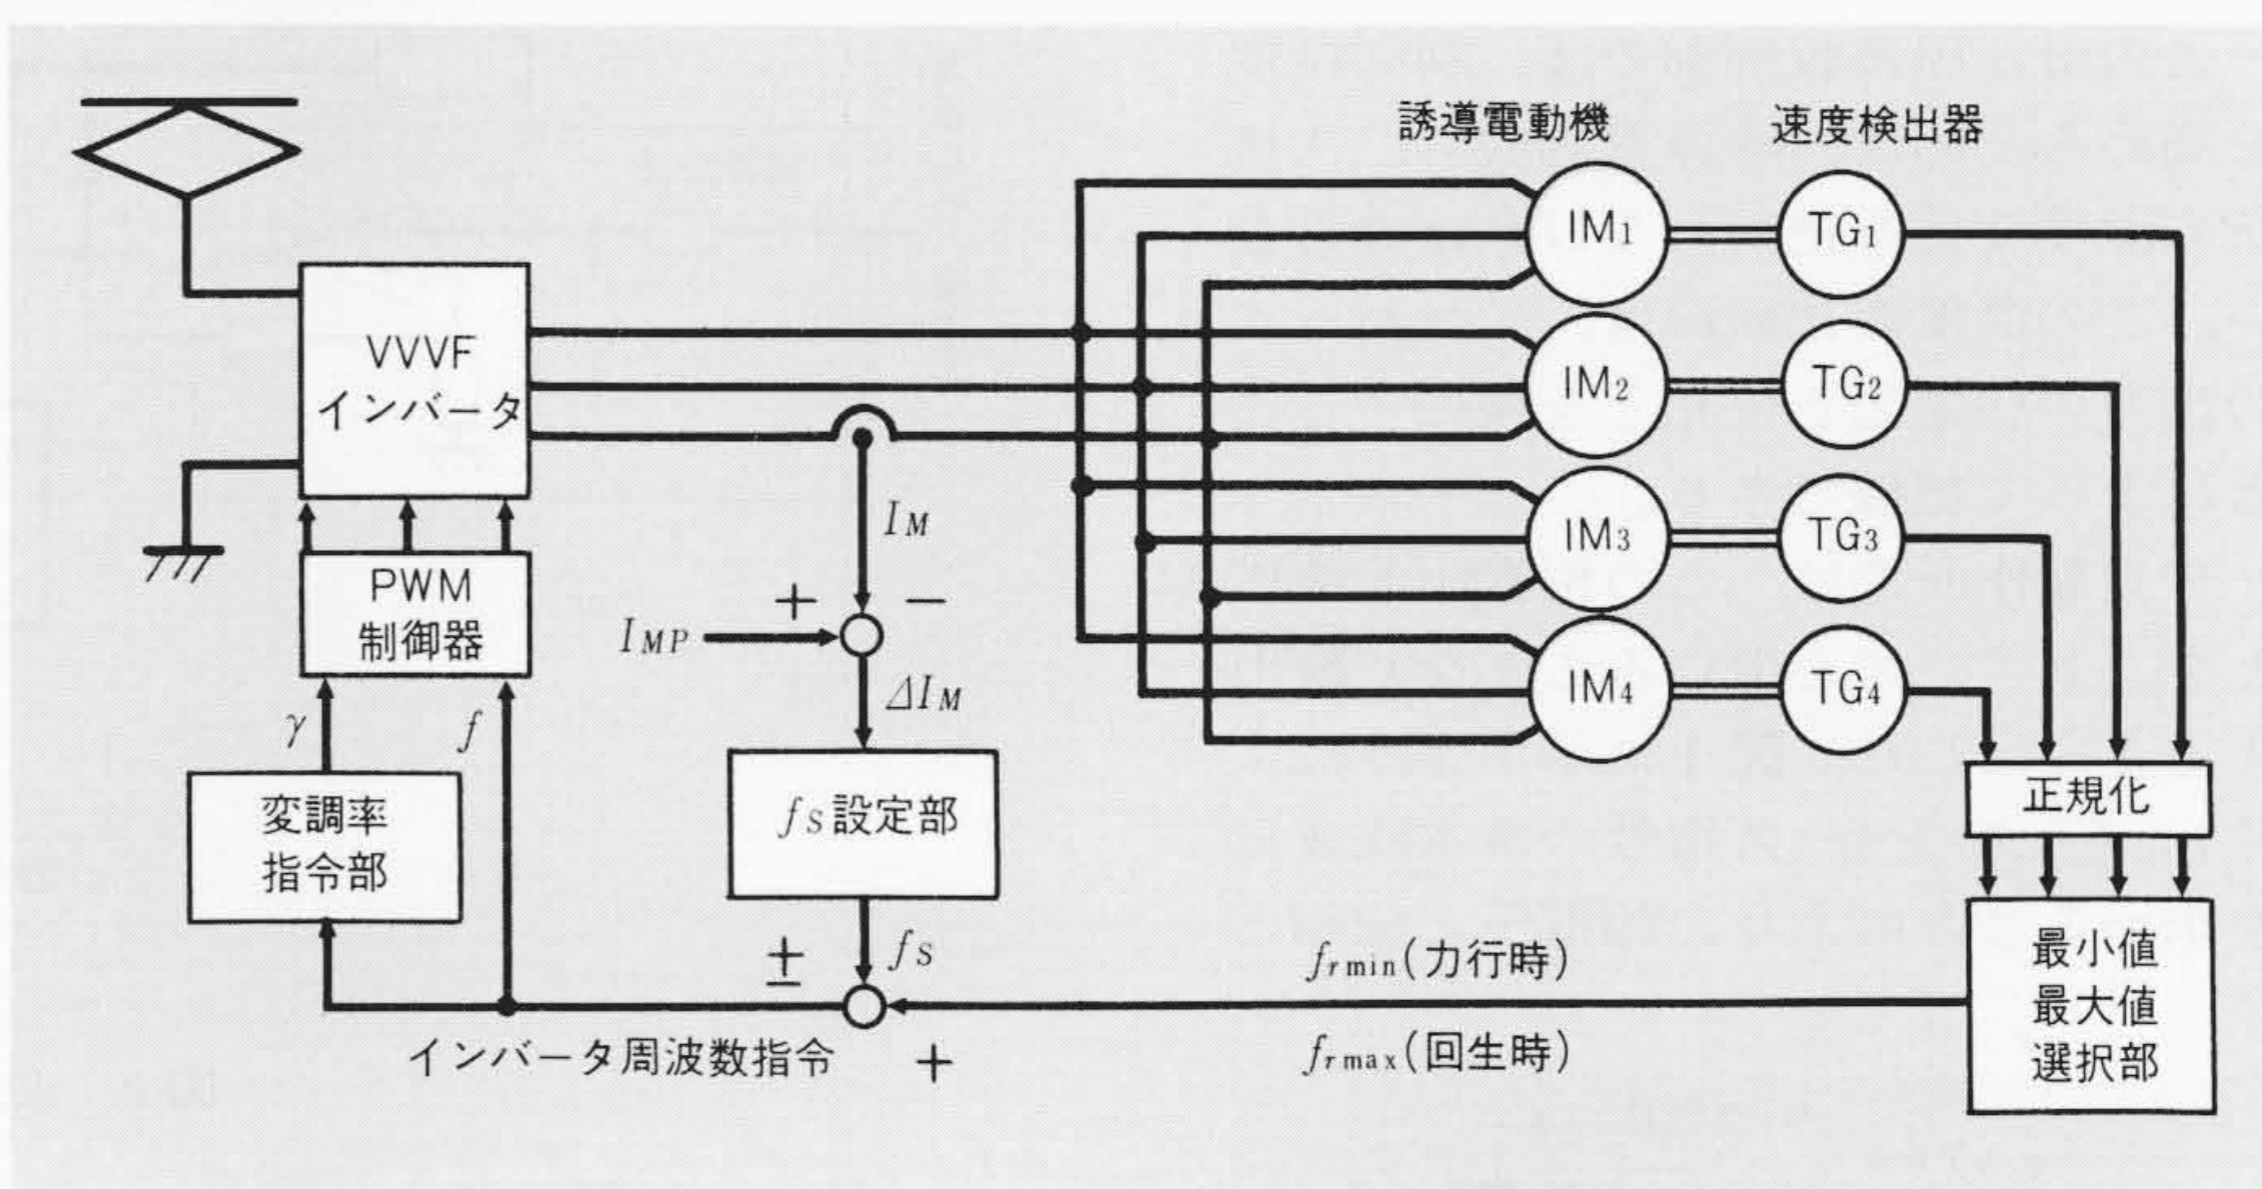 誘導電動機
速度検出器
IM1
TG1
VVVF
インバータ
IM2
TG2
IM
IM3
TG3
PWM
制御器
+
−
IMP
ΔIM
IM4
TG4
γ
f
変調率
指令部
fS設定部
正規化
±
fS
frmin(力行時)
最小値
最大値
選択部
インバータ周波数指令
+
frmax(回生時)